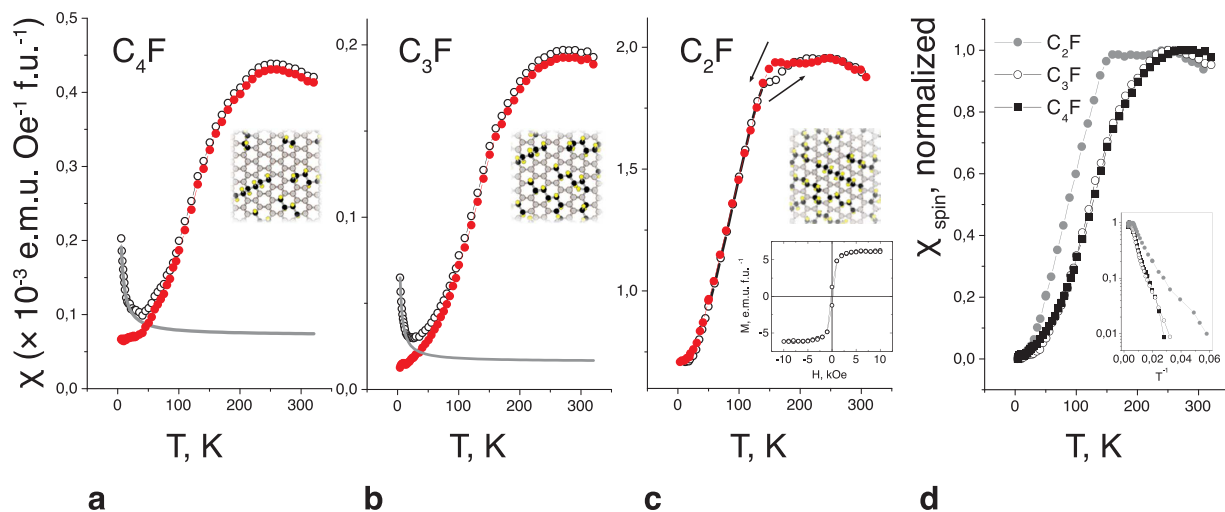 χ (× 10⁻³ e.m.u. Oe⁻¹ f.u.⁻¹)
0,5
0,4
0,3
0,2
0,1
0,0
C₄F
0 100 200 300
T, K
a
0,2
0,1
0,0
C₃F
0 100 200 300
T, K
b
2,0
1,0
C₂F
M, e.m.u. f.u.⁻¹
5
0
-5
-10 -5 0 5 10
H, kOe
0 100 200 300
T, K
c
χ spin, normalized
1,0
0,8
0,6
0,4
0,2
0,0
C₂F
C₃F
C₄F
1
0,1
0,01
0,00 0,02 0,04 0,06
T⁻¹
0 100 200 300
T, K
d